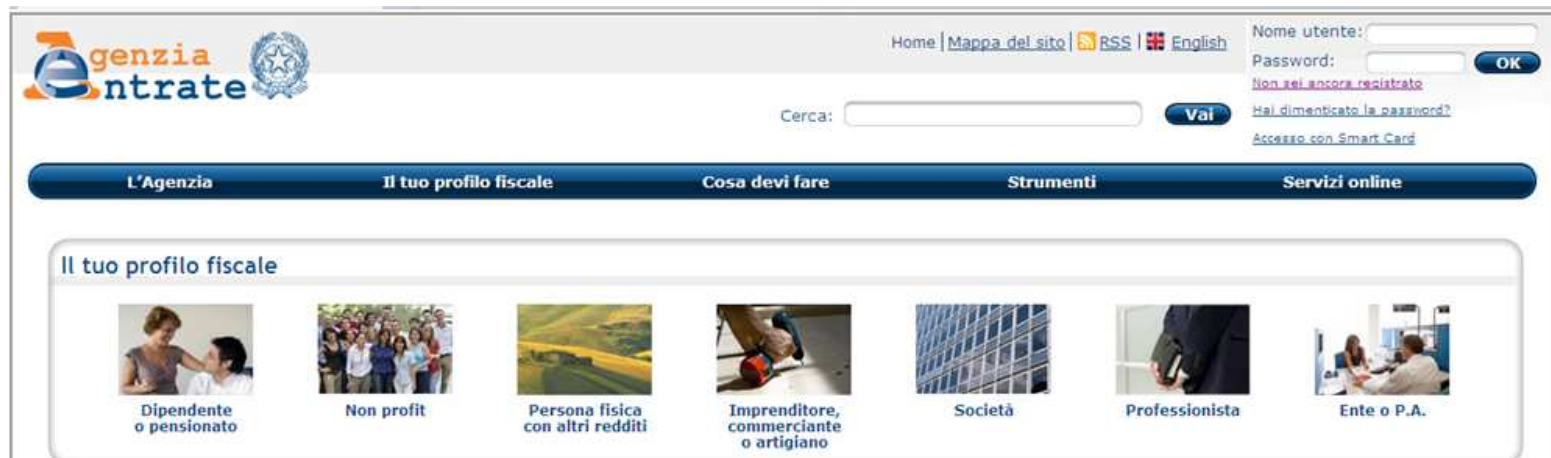 Agenzia
Entrate
Home | Mappa del sito | RSS | English
Nome utente:
Password:
OK
Non sei ancora registrato
Hai dimenticato la password?
Accesso con Smart Card
Cerca:
Vai
L'Agenzia
Il tuo profilo fiscale
Cosa devi fare
Strumenti
Servizi online
Il tuo profilo fiscale
Dipendente
o pensionato
Non profit
Persona fisica
con altri redditi
Imprenditore,
commerciante
o artigiano
Società
Professionista
Ente o P.A.